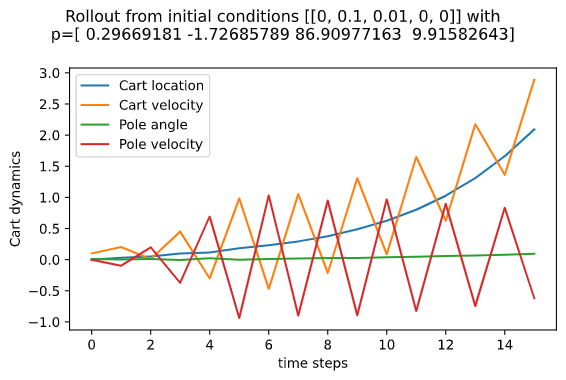 Rollout from initial conditions [[0, 0.1, 0.01, 0, 0]] with
p=[ 0.29669181 -1.72685789 86.90977163  9.91582643]
3.0
2.5
2.0
1.5
1.0
0.5
0.0
−0.5
−1.0
Cart dynamics
Cart location
Cart velocity
Pole angle
Pole velocity
0 2 4 6 8 10 12 14
time steps